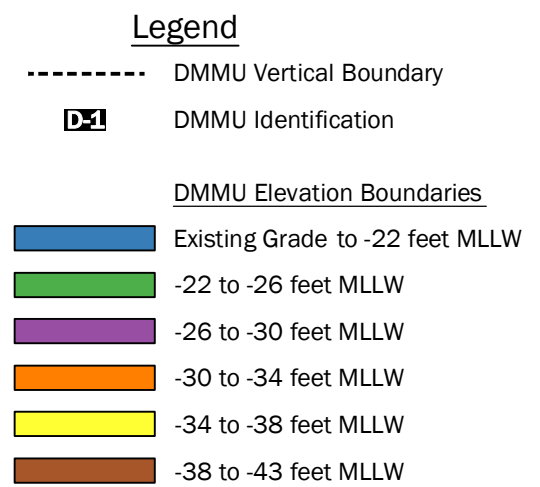 Legend
DMMU Vertical Boundary
D-1 DMMU Identification
DMMU Elevation Boundaries
Existing Grade to -22 feet MLLW
-22 to -26 feet MLLW
-26 to -30 feet MLLW
-30 to -34 feet MLLW
-34 to -38 feet MLLW
-38 to -43 feet MLLW